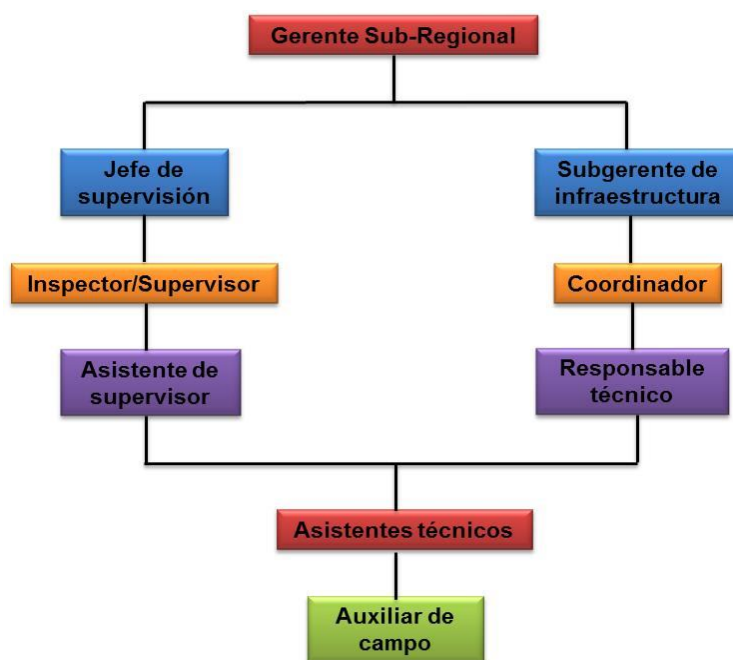 Gerente Sub-Regional
Jefe de
supervisión
Subgerente de
infraestructura
Inspector/Supervisor
Coordinador
Asistente de
supervisor
Responsable
técnico
Asistentes técnicos
Auxiliar de
campo